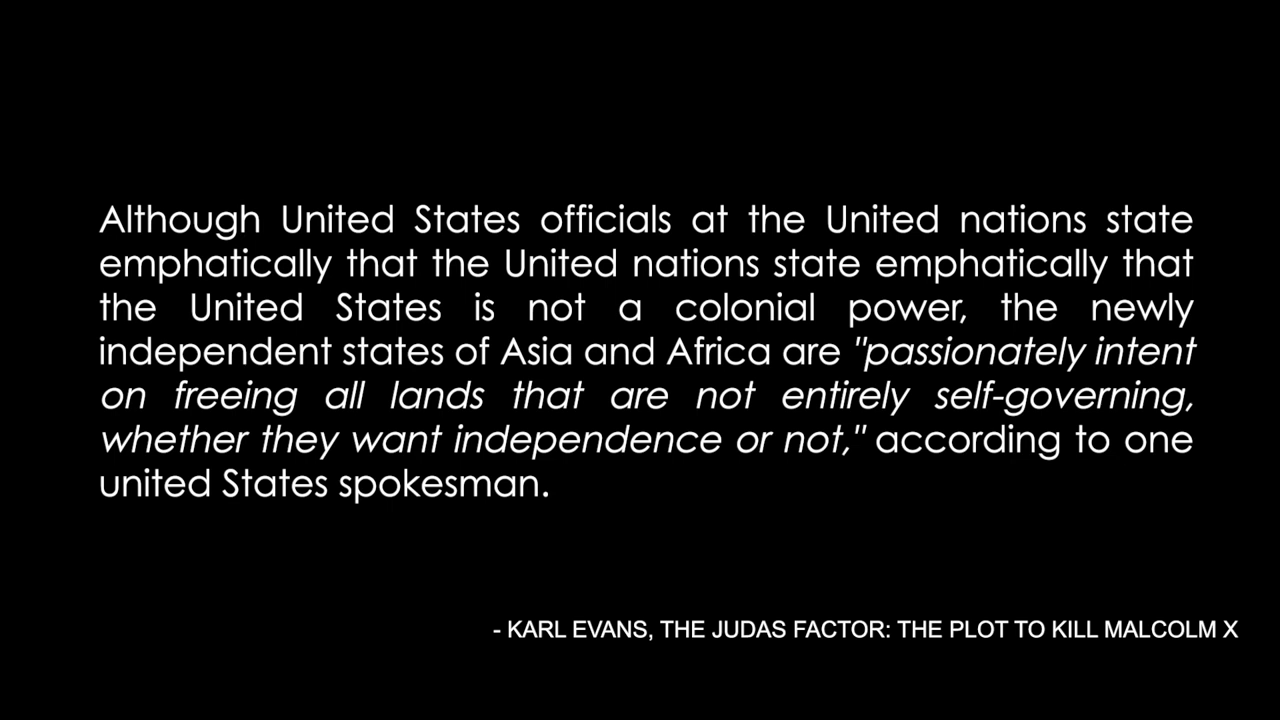 Although United States officials at the United nations state
emphatically that the United nations state emphatically that
the United States is not a colonial power, the newly
independent states of Asia and Africa are "passionately intent
on freeing all lands that are not entirely self-governing,
whether they want independence or not," according to one
united States spokesman.
- KARL EVANS, THE JUDAS FACTOR: THE PLOT TO KILL MALCOLM X